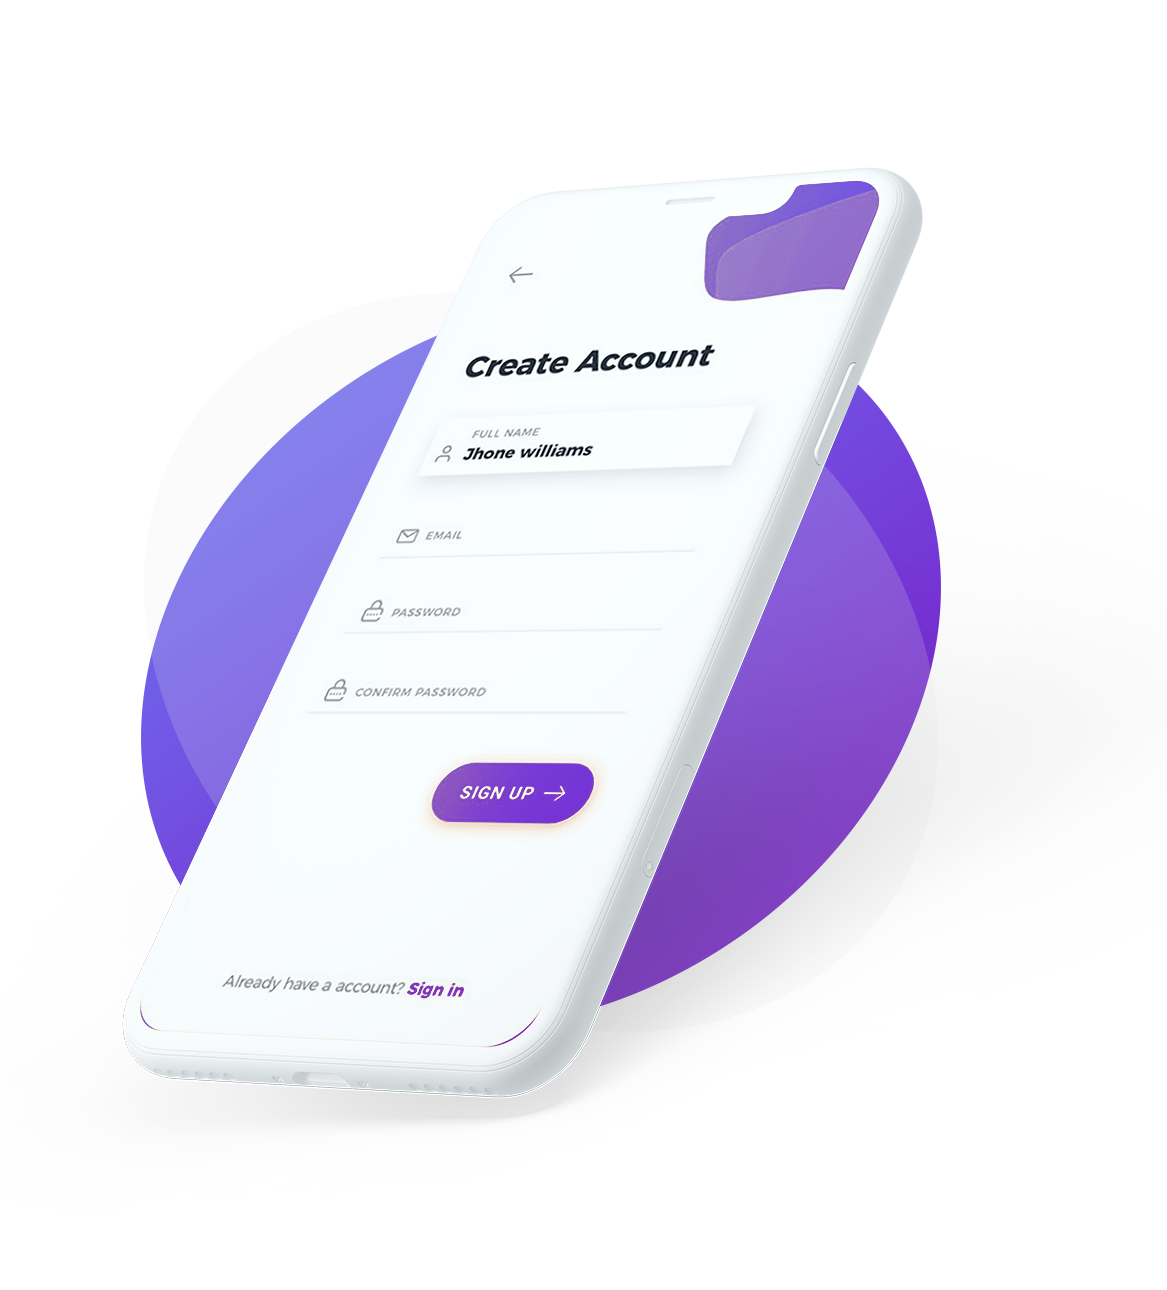 Create Account
FULL NAME
Jhone williams
EMAIL
PASSWORD
CONFIRM PASSWORD
SIGN UP
Already have a account? Sign in